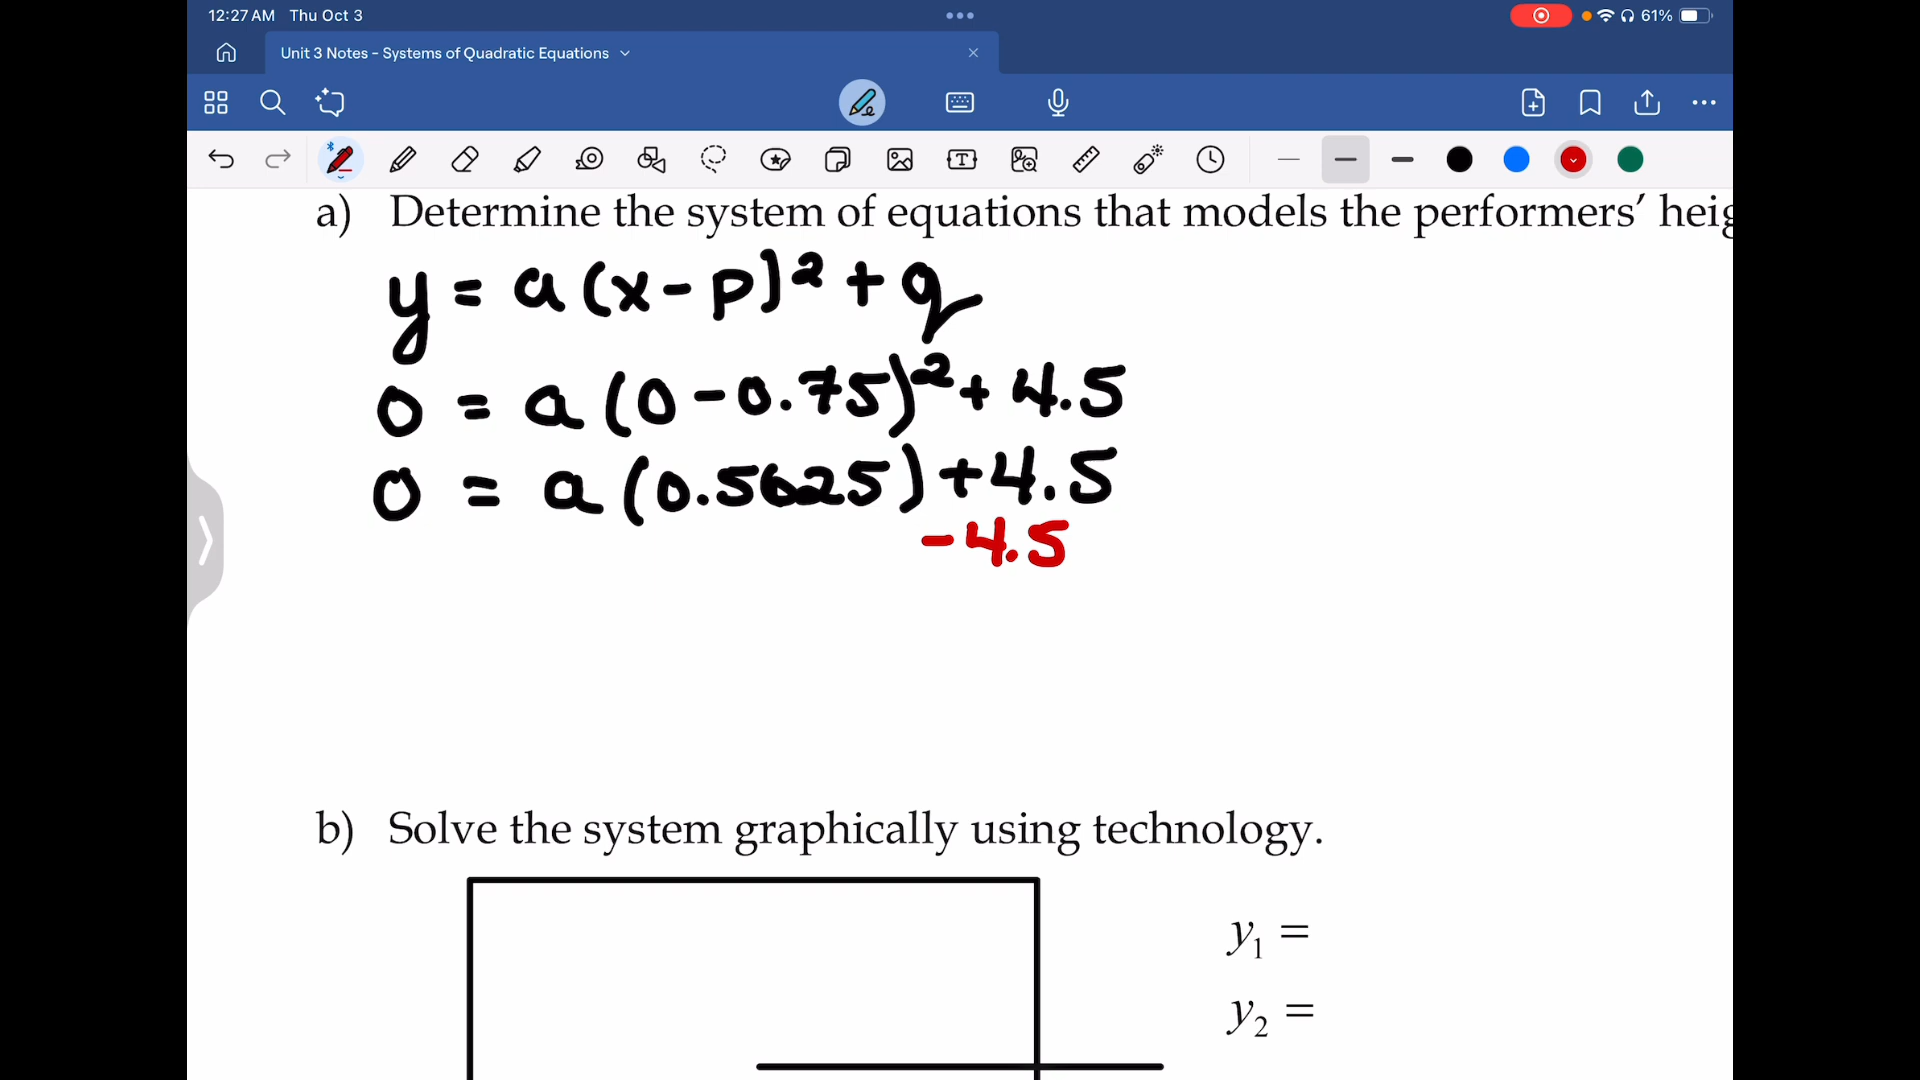 12:27 AM Thu Oct 3
61%
Unit 3 Notes - Systems of Quadratic Equations
a) Determine the system of equations that models the performers’ heig
y = a(x-p)² + q
0 = a(0-0.75)² + 4.5
0 = a(0.5625) + 4.5
-4.5
b) Solve the system graphically using technology.
y₁ =
y₂ =